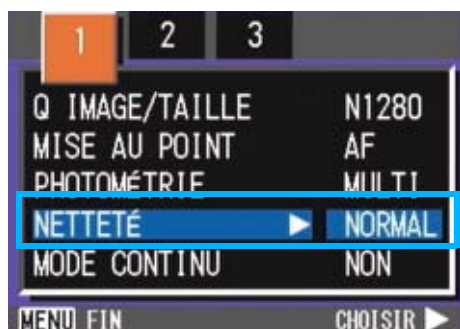 1 2 3
Q IMAGE/TAILLE N1280
MISE AU POINT AF
PHOTOMÉTRIE MULTI
NETTETÉ NORMAL
MODE CONTINU NON
MENU FIN CHOISIR